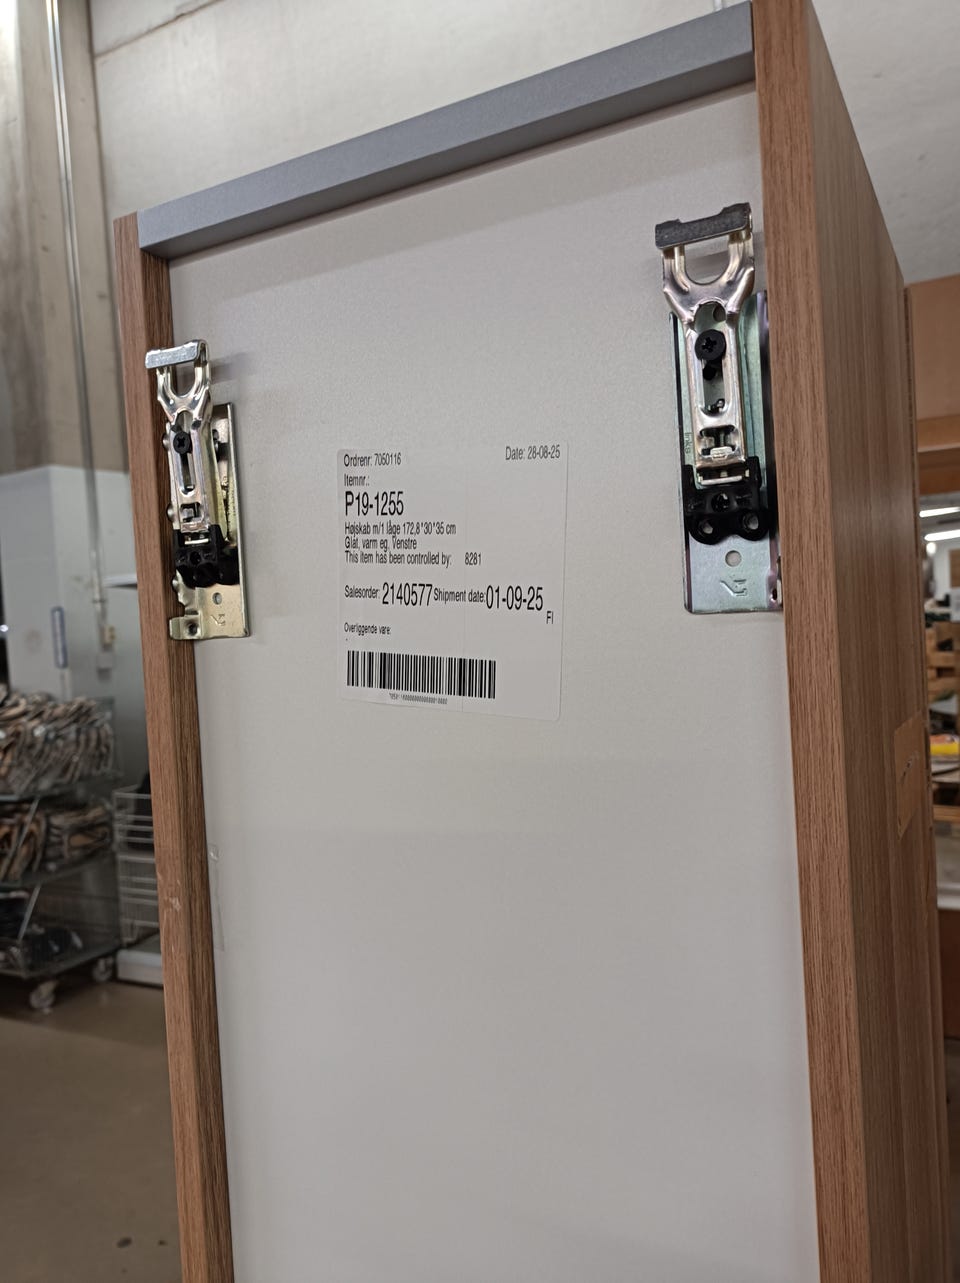 Ordrenr: 7050116
Date: 28-08-25
Itemnr.:
P19-1255
Højskab m/1 låge 172,8*30*35 cm
Glat, varm eg, Venstre
This item has been controlled by: 8281
Salesorder: 2140577 Shipment date: 01-09-25
FI
Overliggende vare: